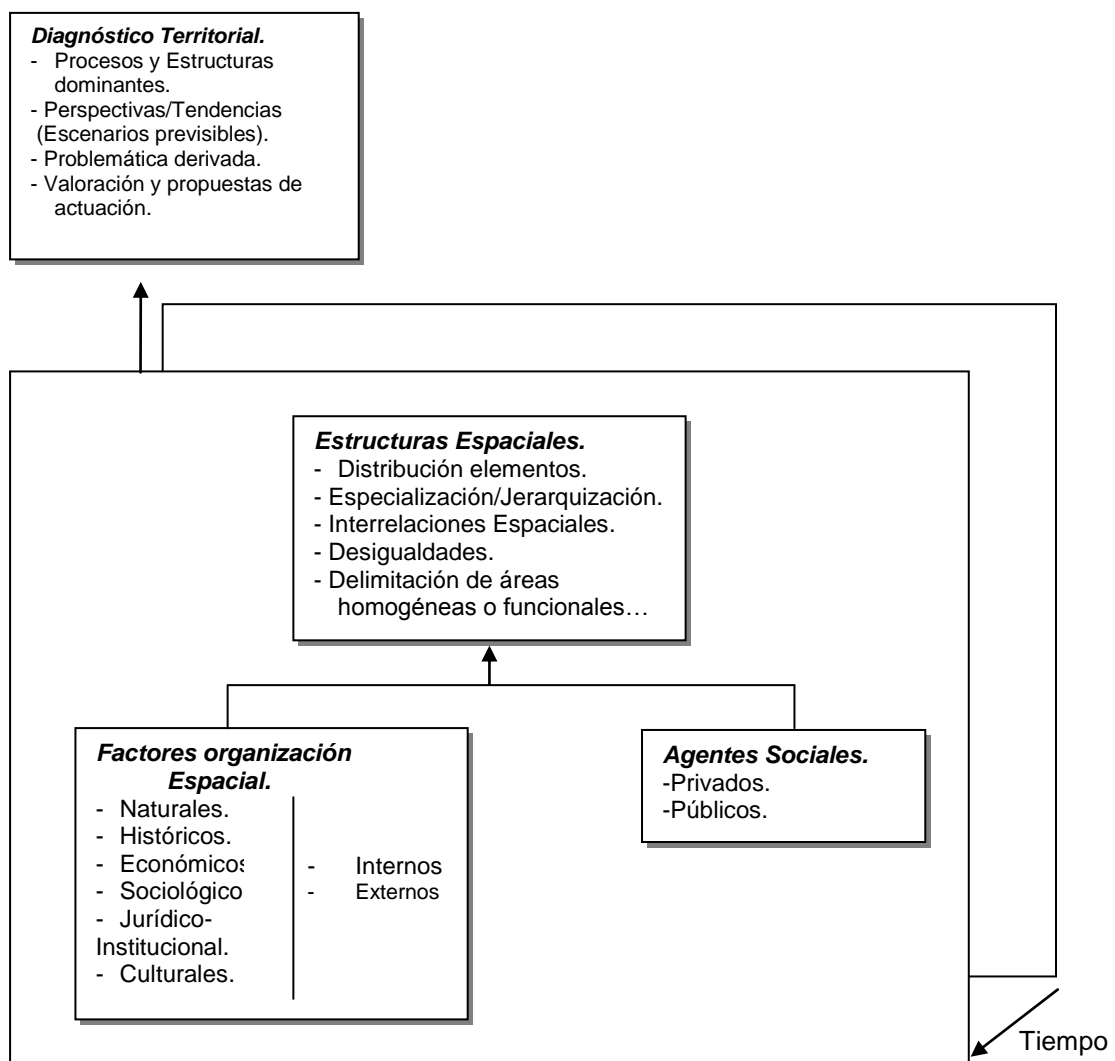 Diagnóstico Territorial.
- Procesos y Estructuras
dominantes.
- Perspectivas/Tendencias
(Escenarios previsibles).
- Problemática derivada.
- Valoración y propuestas de
actuación.
Estructuras Espaciales.
- Distribución elementos.
- Especialización/Jerarquización.
- Interrelaciones Espaciales.
- Desigualdades.
- Delimitación de áreas
homogéneas o funcionales…
Factores organización
Espacial.
- Naturales.
- Históricos.
- Económicos
- Sociológico
- Jurídico-
Institucional.
- Culturales.
- Internos
- Externos
Agentes Sociales.
-Privados.
-Públicos.
Tiempo